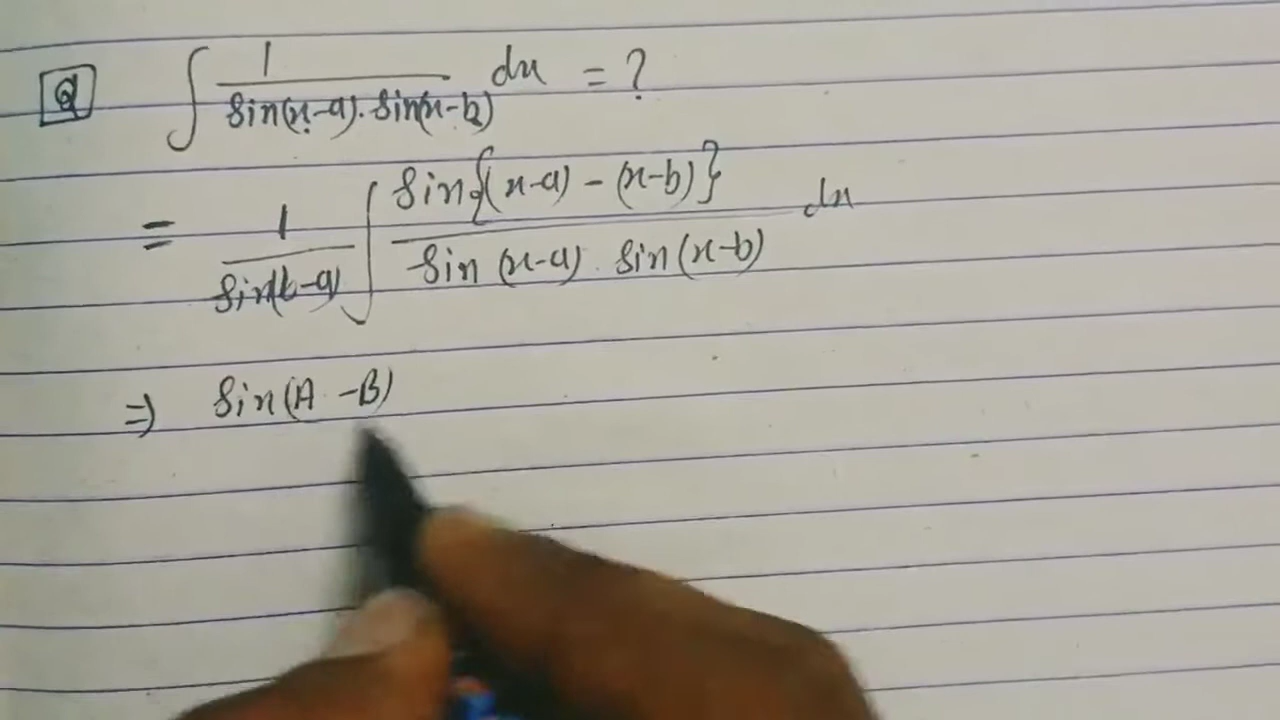 Q ∫ 1/(Sin(x-a). Sin(x-b)) dx = ?
= 1/(Sin(b-a)) ∫ Sin{(x-a) - (x-b)}/(Sin (x-a) . Sin (x-b)) dx
⇒ Sin(A - B)